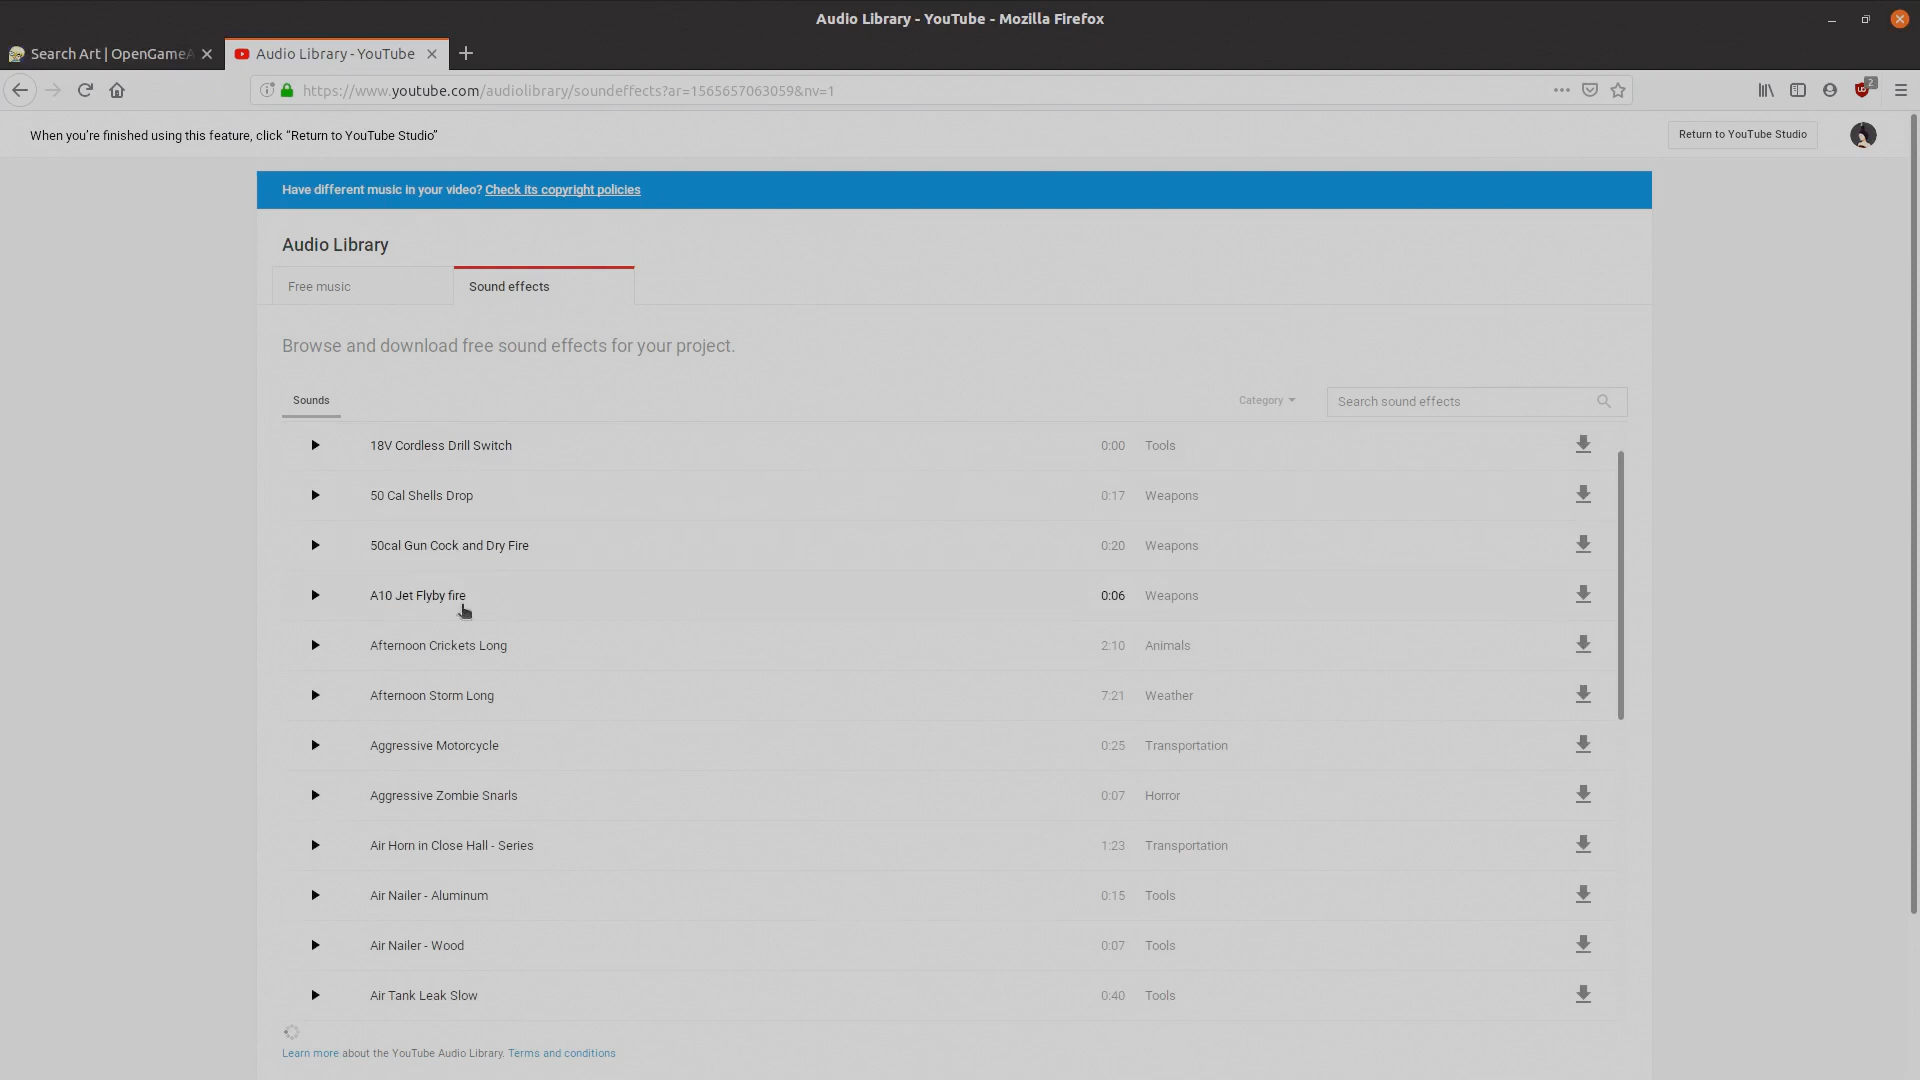 Audio Library - YouTube - Mozilla Firefox
Search Art | OpenGameA
Audio Library - YouTube
https://www.youtube.com/audiolibrary/soundeffects?ar=1565657063059&nv=1
2
When you're finished using this feature, click “Return to YouTube Studio”
Return to YouTube Studio
Have different music in your video? Check its copyright policies
Audio Library
Free music
Sound effects
Browse and download free sound effects for your project.
Sounds
Category
Search sound effects
18V Cordless Drill Switch 0:00 Tools
50 Cal Shells Drop 0:17 Weapons
50cal Gun Cock and Dry Fire 0:20 Weapons
A10 Jet Flyby fire 0:06 Weapons
Afternoon Crickets Long 2:10 Animals
Afternoon Storm Long 7:21 Weather
Aggressive Motorcycle 0:25 Transportation
Aggressive Zombie Snarls 0:07 Horror
Air Horn in Close Hall - Series 1:23 Transportation
Air Nailer - Aluminum 0:15 Tools
Air Nailer - Wood 0:07 Tools
Air Tank Leak Slow 0:40 Tools
Learn more about the YouTube Audio Library. Terms and conditions